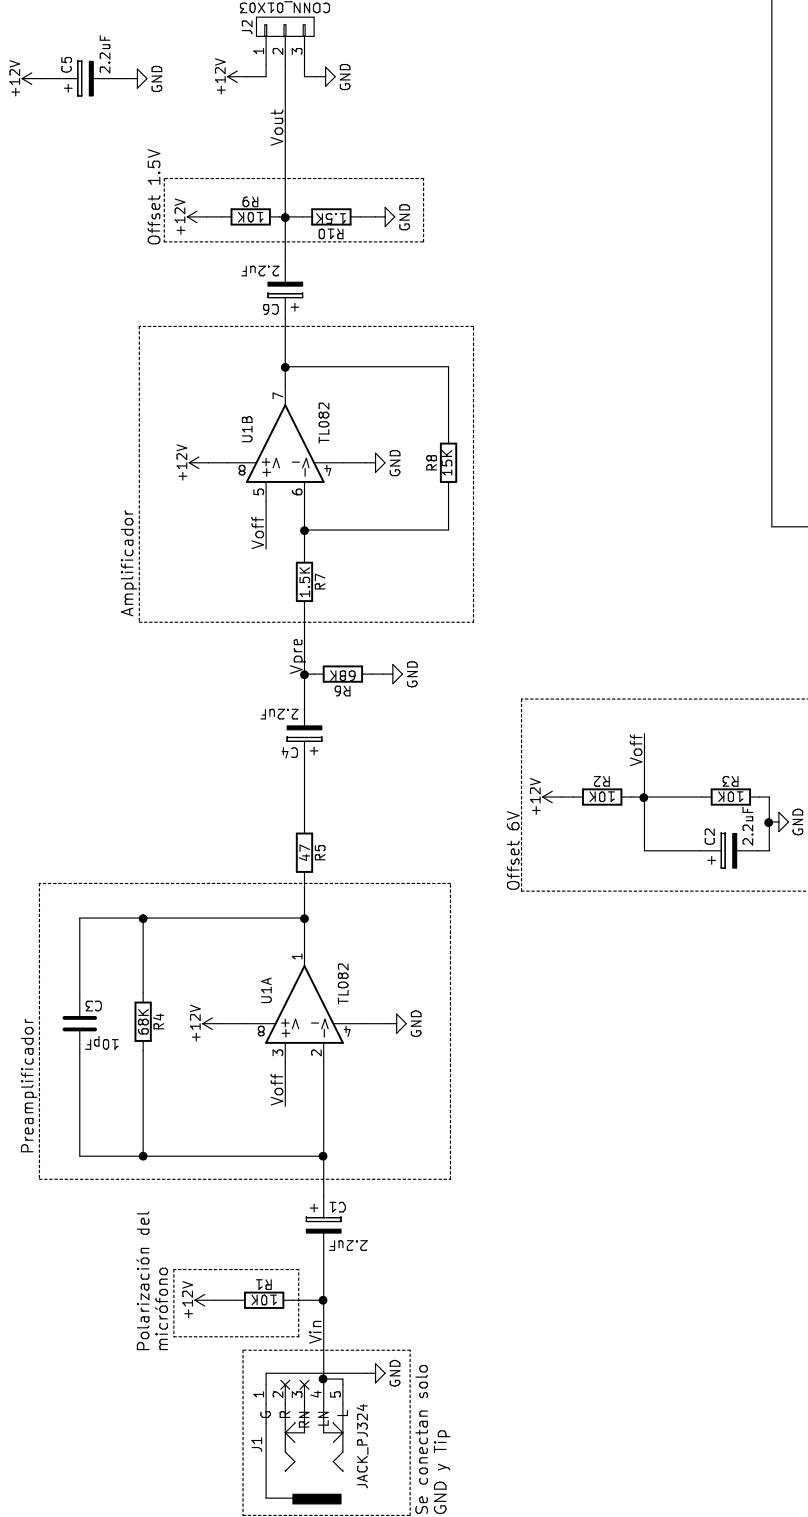 Se conectan solo
GND y Tip
J1
JACK_PJ324
G
R
RN
LN
L
1
2
3
4
5
GND
Vin
Polarización del
micrófono
+12V
R1
10K
C1
+
2.2uF
Preamplificador
C3
10pF
R4
68K
U1A
TL082
+12V
8
V+
+
V-
-
4
GND
3
2
1
Voff
R5
47
C4
+
2.2uF
R6
68K
GND
Vpre
Amplificador
R7
1.5K
R8
15K
U1B
TL082
+12V
8
V+
+
V-
-
4
GND
5
6
7
Voff
C6
+
2.2uF
Offset 1.5V
+12V
R9
10K
R10
1.5K
GND
Vout
J2
CONN_01X03
1
2
3
+12V
GND
+12V
C5
+
2.2uF
GND
Offset 6V
+12V
R2
10K
Voff
R3
10K
C2
+
2.2uF
GND